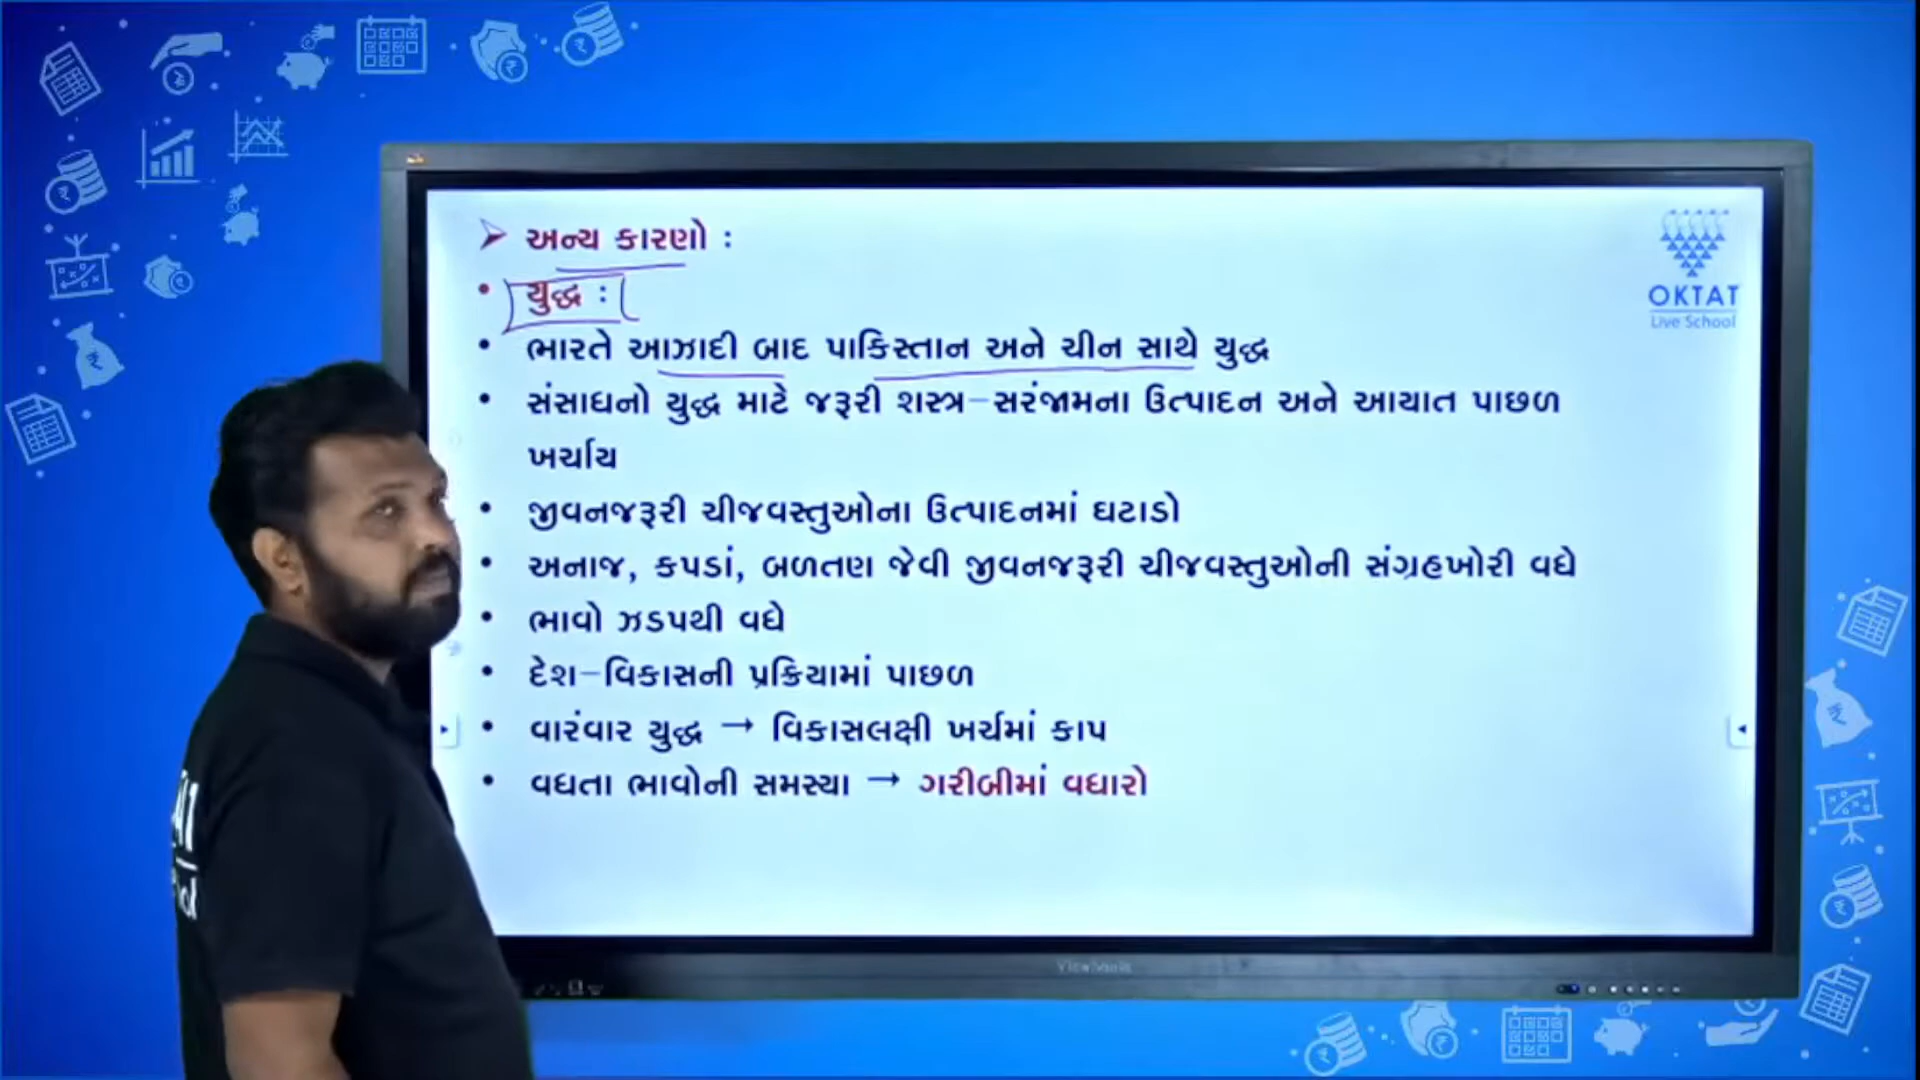 ➢ અન્ય કારણો :
• યુદ્ધ :
• ભારતે આઝાદી બાદ પાકિસ્તાન અને ચીન સાથે યુદ્ધ
• સંસાધનો યુદ્ધ માટે જરૂરી શસ્ત્ર–સરંજામના ઉત્પાદન અને આયાત પાછળ
ખર્ચાય
• જીવનજરૂરી ચીજવસ્તુઓના ઉત્પાદનમાં ઘટાડો
• અનાજ, કપડાં, બળતણ જેવી જીવનજરૂરી ચીજવસ્તુઓની સંગ્રહખોરી વધે
• ભાવો ઝડપથી વધે
• દેશ–વિકાસની પ્રક્રિયામાં પાછળ
• વારંવાર યુદ્ધ → વિકાસલક્ષી ખર્ચમાં કાપ
• વધતા ભાવોની સમસ્યા → ગરીબીમાં વધારો
OKTAT
Live School
ViewSonic